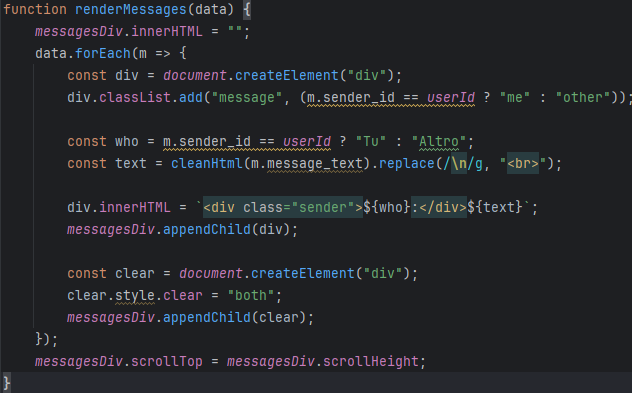 function renderMessages(data) {
    messagesDiv.innerHTML = "";
    data.forEach(m => {
        const div = document.createElement("div");
        div.classList.add("message", (m.sender_id == userId ? "me" : "other"));

        const who = m.sender_id == userId ? "Tu" : "Altro";
        const text = cleanHtml(m.message_text).replace(/\n/g, "<br>");

        div.innerHTML = `<div class="sender">${who}:</div>${text}`;
        messagesDiv.appendChild(div);

        const clear = document.createElement("div");
        clear.style.clear = "both";
        messagesDiv.appendChild(clear);
    });
    messagesDiv.scrollTop = messagesDiv.scrollHeight;
}